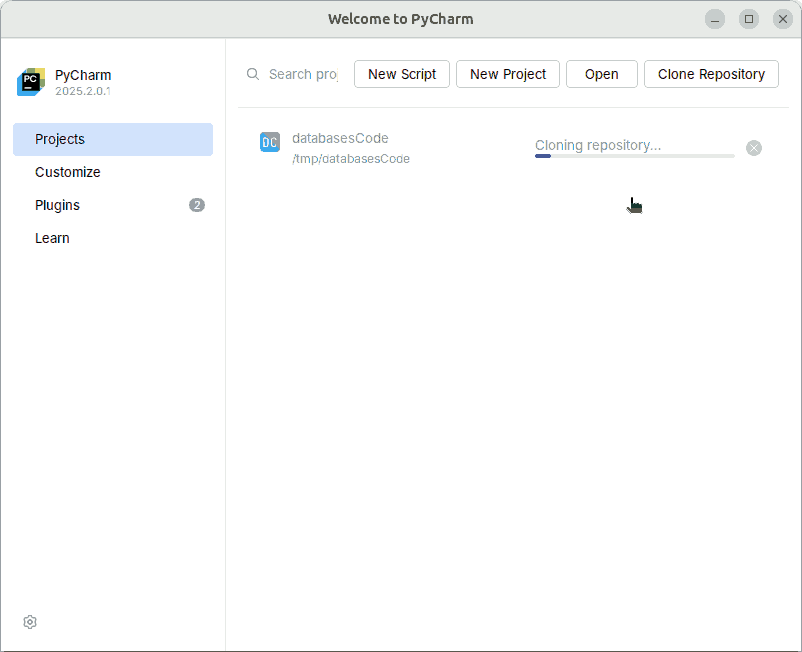 Welcome to PyCharm
PC
PyCharm
2025.2.0.1
Projects
Customize
Plugins
2
Learn
Search proj
New Script
New Project
Open
Clone Repository
DC
databasesCode
/tmp/databasesCode
Cloning repository...